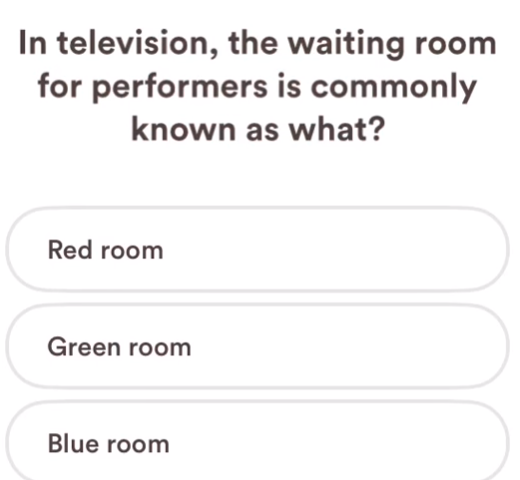 In television, the waiting room
for performers is commonly
known as what?
Red room
Green room
Blue room